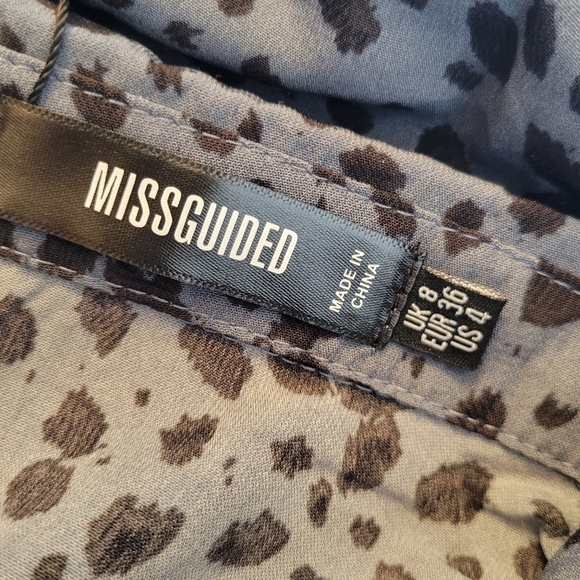 MISSGUIDED
MADE IN
CHINA
UK 8
EUR 36
US 4